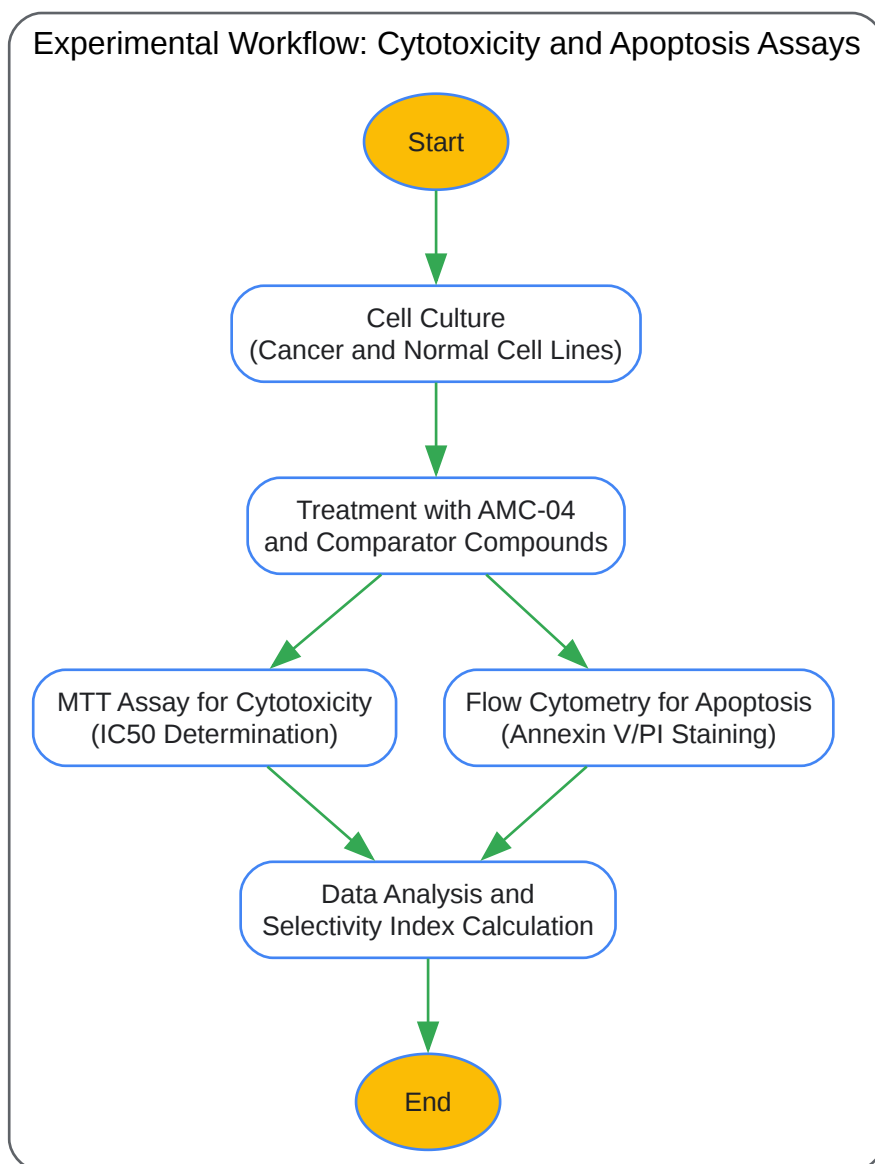 Experimental Workflow: Cytotoxicity and Apoptosis Assays
Start
Cell Culture
(Cancer and Normal Cell Lines)
Treatment with AMC-04
and Comparator Compounds
MTT Assay for Cytotoxicity
(IC50 Determination)
Flow Cytometry for Apoptosis
(Annexin V/PI Staining)
Data Analysis and
Selectivity Index Calculation
End